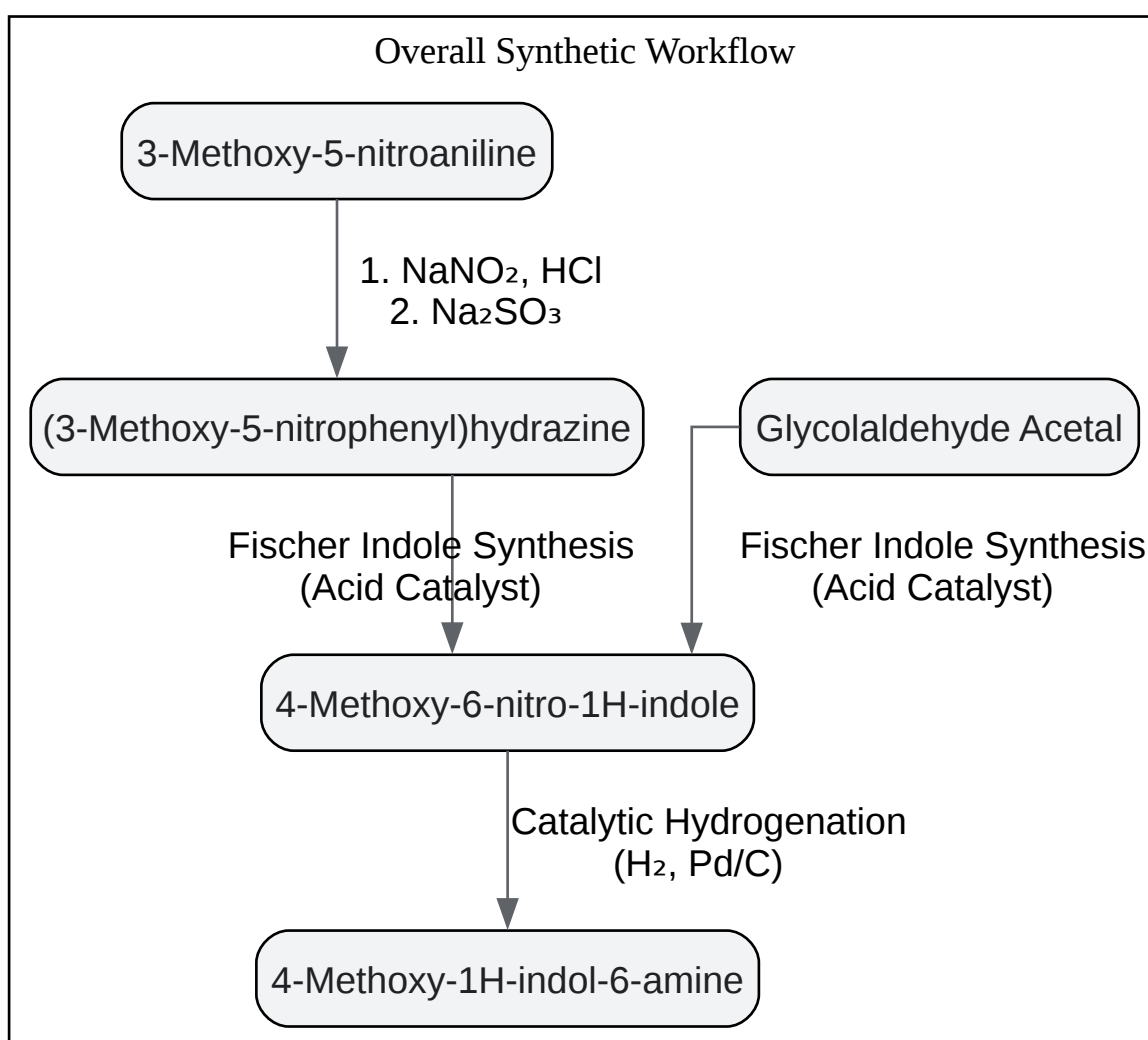 Overall Synthetic Workflow
3-Methoxy-5-nitroaniline
1. NaNO₂, HCl
2. Na₂SO₃
(3-Methoxy-5-nitrophenyl)hydrazine
Glycolaldehyde Acetal
Fischer Indole Synthesis
(Acid Catalyst)
Fischer Indole Synthesis
(Acid Catalyst)
4-Methoxy-6-nitro-1H-indole
Catalytic Hydrogenation
(H₂, Pd/C)
4-Methoxy-1H-indol-6-amine